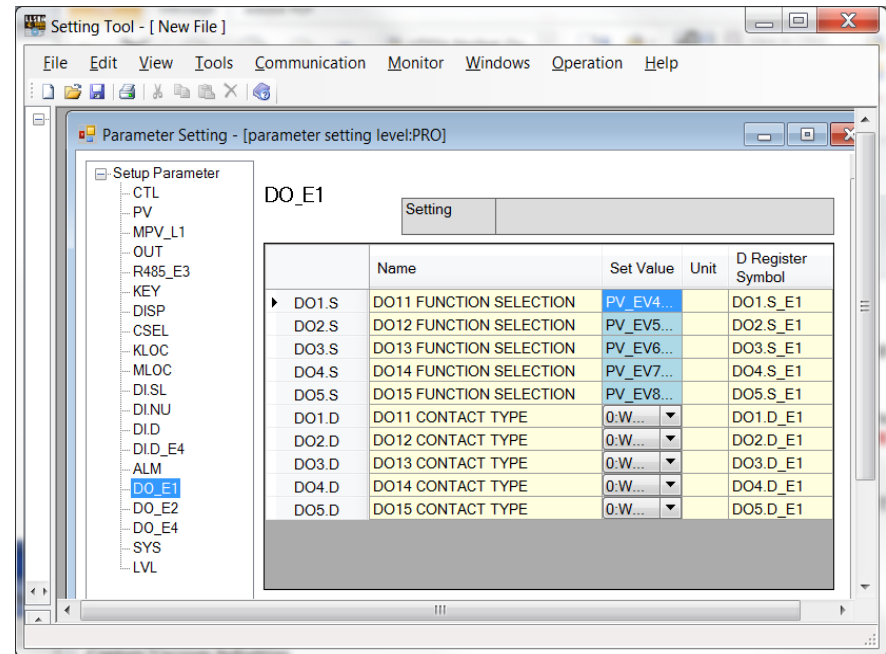 Setting Tool - [ New File ]
File Edit View Tools Communication Monitor Windows Operation Help
Parameter Setting - [parameter setting level:PRO]
Setup Parameter
CTL
PV
MPV_L1
OUT
R485_E3
KEY
DISP
CSEL
KLOC
MLOC
DI.SL
DI.NU
DI.D
DI.D_E4
ALM
DO_E1
DO_E2
DO_E4
SYS
LVL
DO_E1
Setting
Name Set Value Unit D Register Symbol
DO1.S DO11 FUNCTION SELECTION PV_EV4... DO1.S_E1
DO2.S DO12 FUNCTION SELECTION PV_EV5... DO2.S_E1
DO3.S DO13 FUNCTION SELECTION PV_EV6... DO3.S_E1
DO4.S DO14 FUNCTION SELECTION PV_EV7... DO4.S_E1
DO5.S DO15 FUNCTION SELECTION PV_EV8... DO5.S_E1
DO1.D DO11 CONTACT TYPE 0:W... DO1.D_E1
DO2.D DO12 CONTACT TYPE 0:W... DO2.D_E1
DO3.D DO13 CONTACT TYPE 0:W... DO3.D_E1
DO4.D DO14 CONTACT TYPE 0:W... DO4.D_E1
DO5.D DO15 CONTACT TYPE 0:W... DO5.D_E1